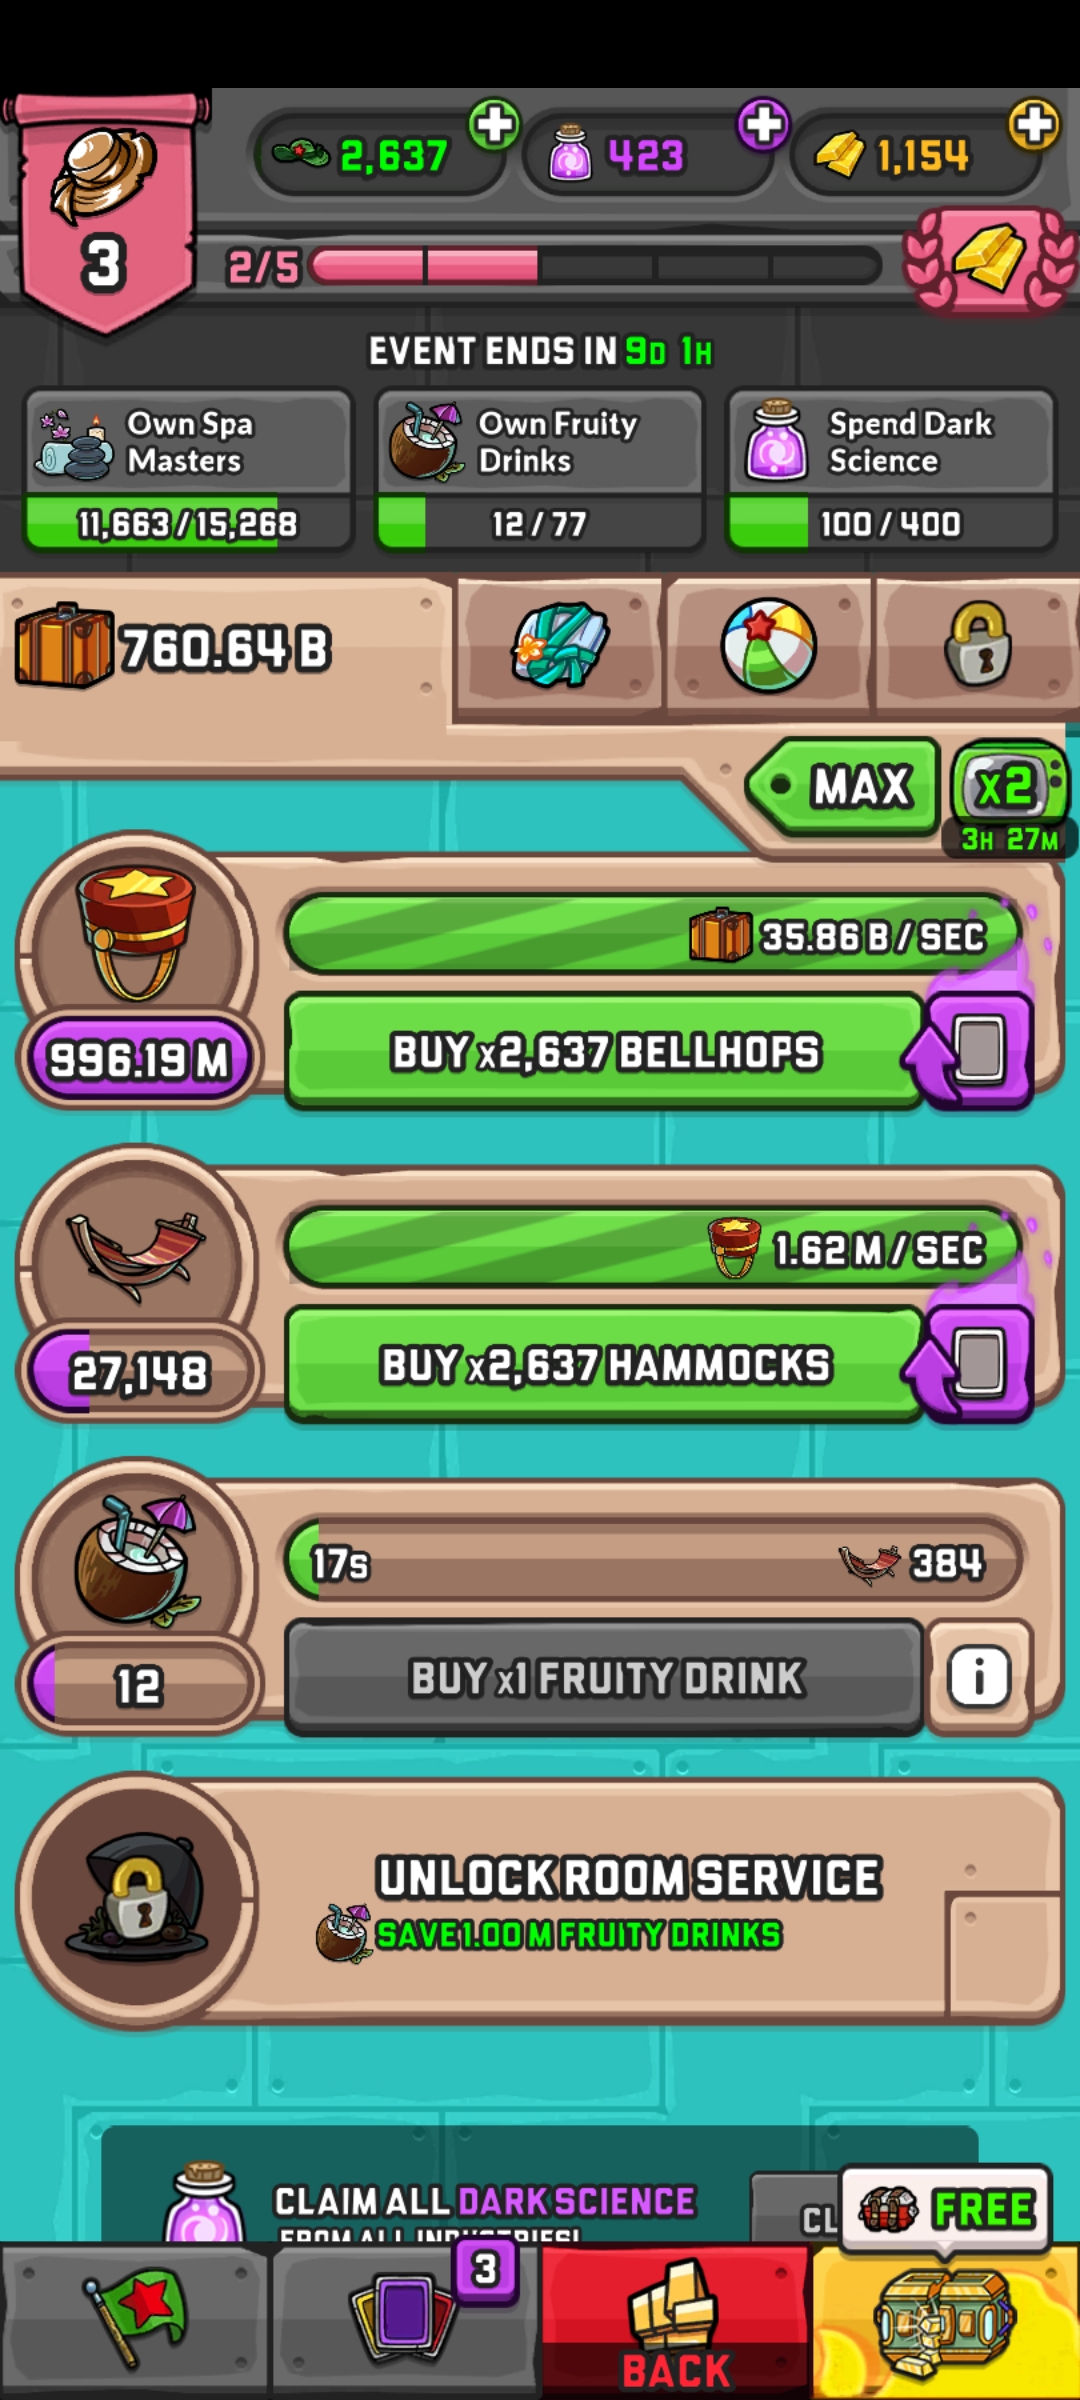 2,637
423
1,154
3
2/5
EVENT ENDS IN 9D 1H
Own Spa
Masters
11,663/15,268
Own Fruity
Drinks
12/77
Spend Dark
Science
100/400
760.64 B
MAX
x2
3H 27M
35.86 B/SEC
996.19 M
BUY x2,637 BELLHOPS
1.62 M/SEC
27,148
BUY x2,637 HAMMOCKS
17s
384
12
BUY x1 FRUITY DRINK
i
UNLOCK ROOM SERVICE
SAVE 1.00 M FRUITY DRINKS
CLAIM ALL DARK SCIENCE
FROM ALL INDUSTRIES!
CL
FREE
3
BACK